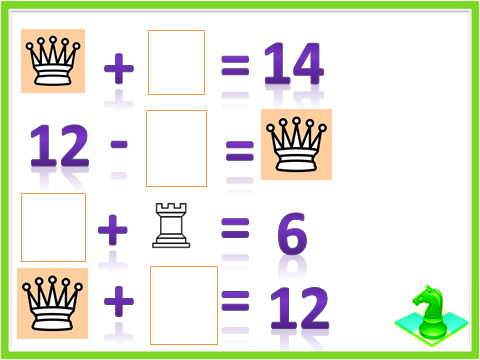 + = 14
12 - =
+ = 6
+ = 12